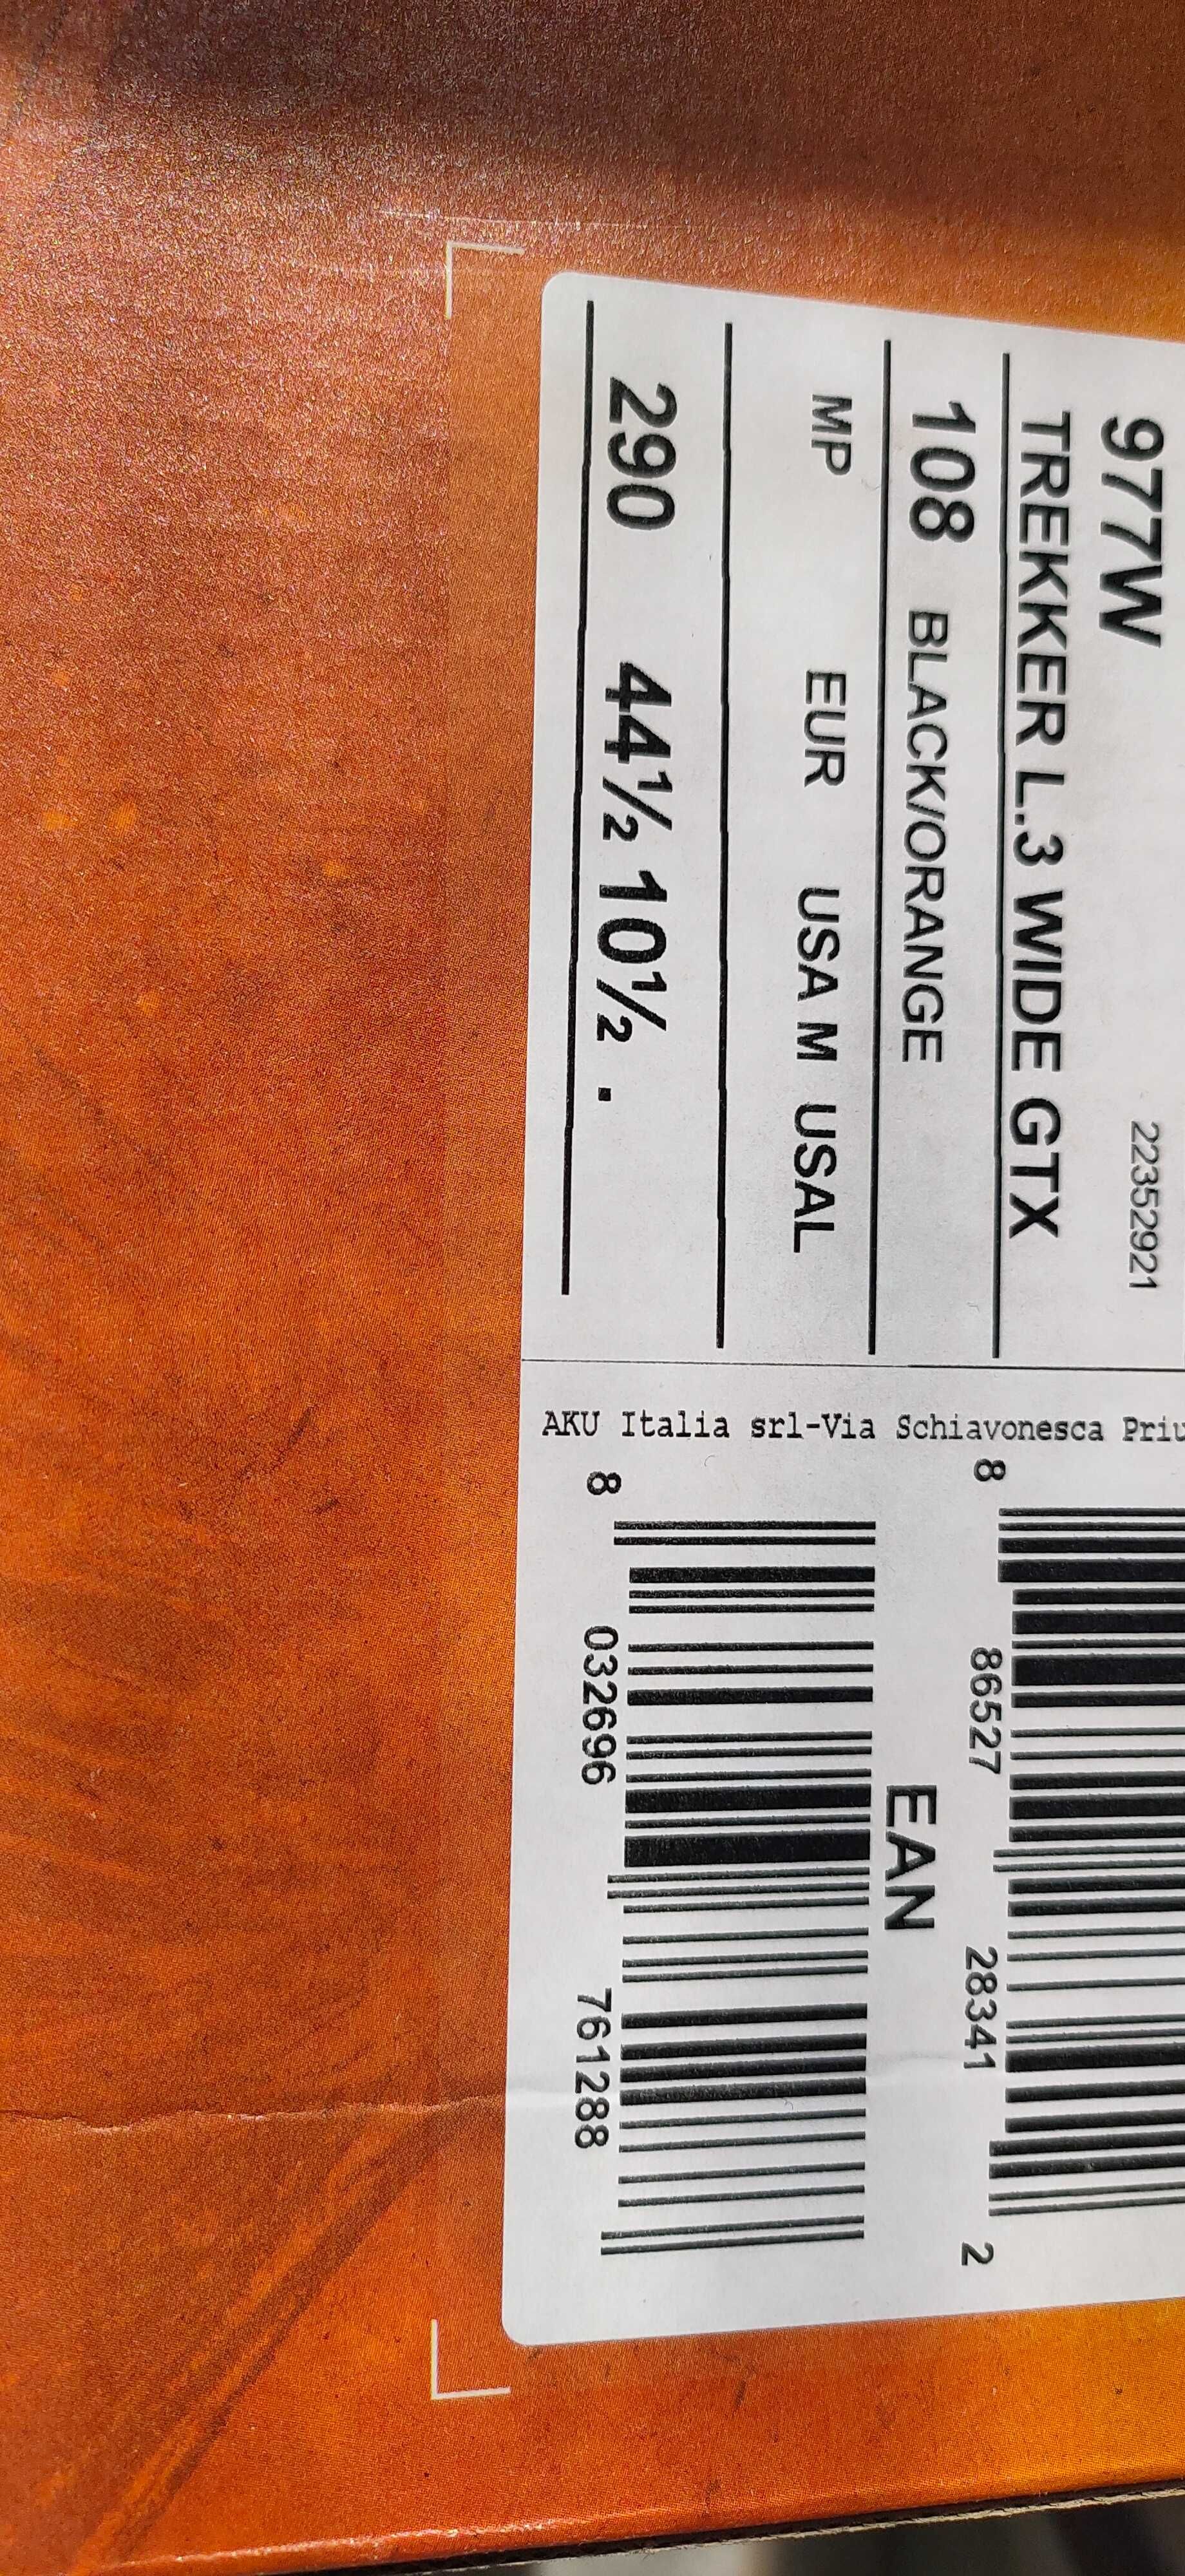 977W 22352921
TREKKER L.3 WIDE GTX
108 BLACK/ORANGE
MP EUR USA M USAL
290 44½ 10½ .
AKU Italia srl-Via Schiavonesca
8 86527 28341 2
EAN
8 032696 761288